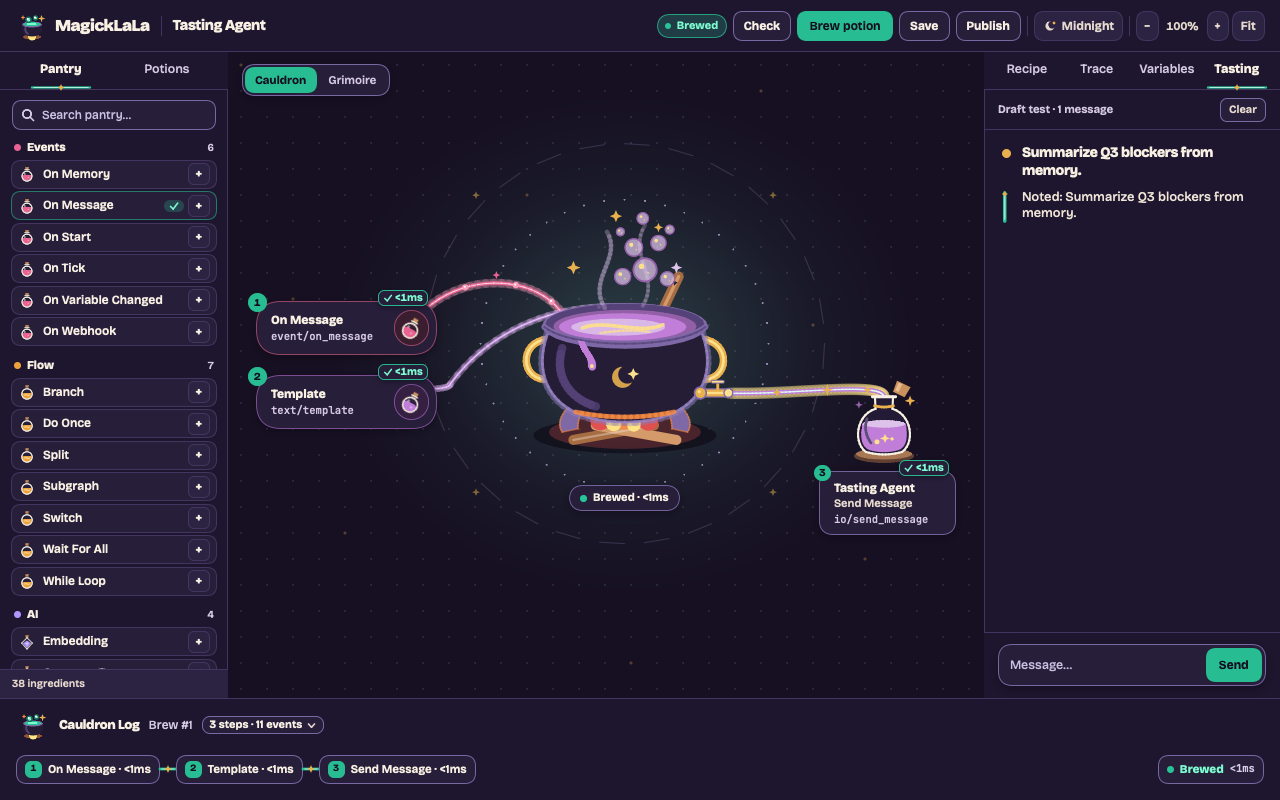 MagickLaLa
Tasting Agent
Brewed
Check
Brew potion
Save
Publish
Midnight
−
100%
+
Fit
Pantry
Potions
Search pantry...
Events
6
On Memory
+
On Message
+
On Start
+
On Tick
+
On Variable Changed
+
On Webhook
+
Flow
7
Branch
+
Do Once
+
Split
+
Subgraph
+
Switch
+
Wait For All
+
While Loop
+
AI
4
Embedding
+
38 ingredients
Cauldron
Grimoire
1
<1ms
On Message
event/on_message
2
<1ms
Template
text/template
Brewed · <1ms
3
<1ms
Tasting Agent
Send Message
io/send_message
Recipe
Trace
Variables
Tasting
Draft test · 1 message
Clear
Summarize Q3 blockers from
memory.
Noted: Summarize Q3 blockers from
memory.
Message...
Send
Cauldron Log
Brew #1
3 steps · 11 events
1 On Message · <1ms
2 Template · <1ms
3 Send Message · <1ms
Brewed <1ms